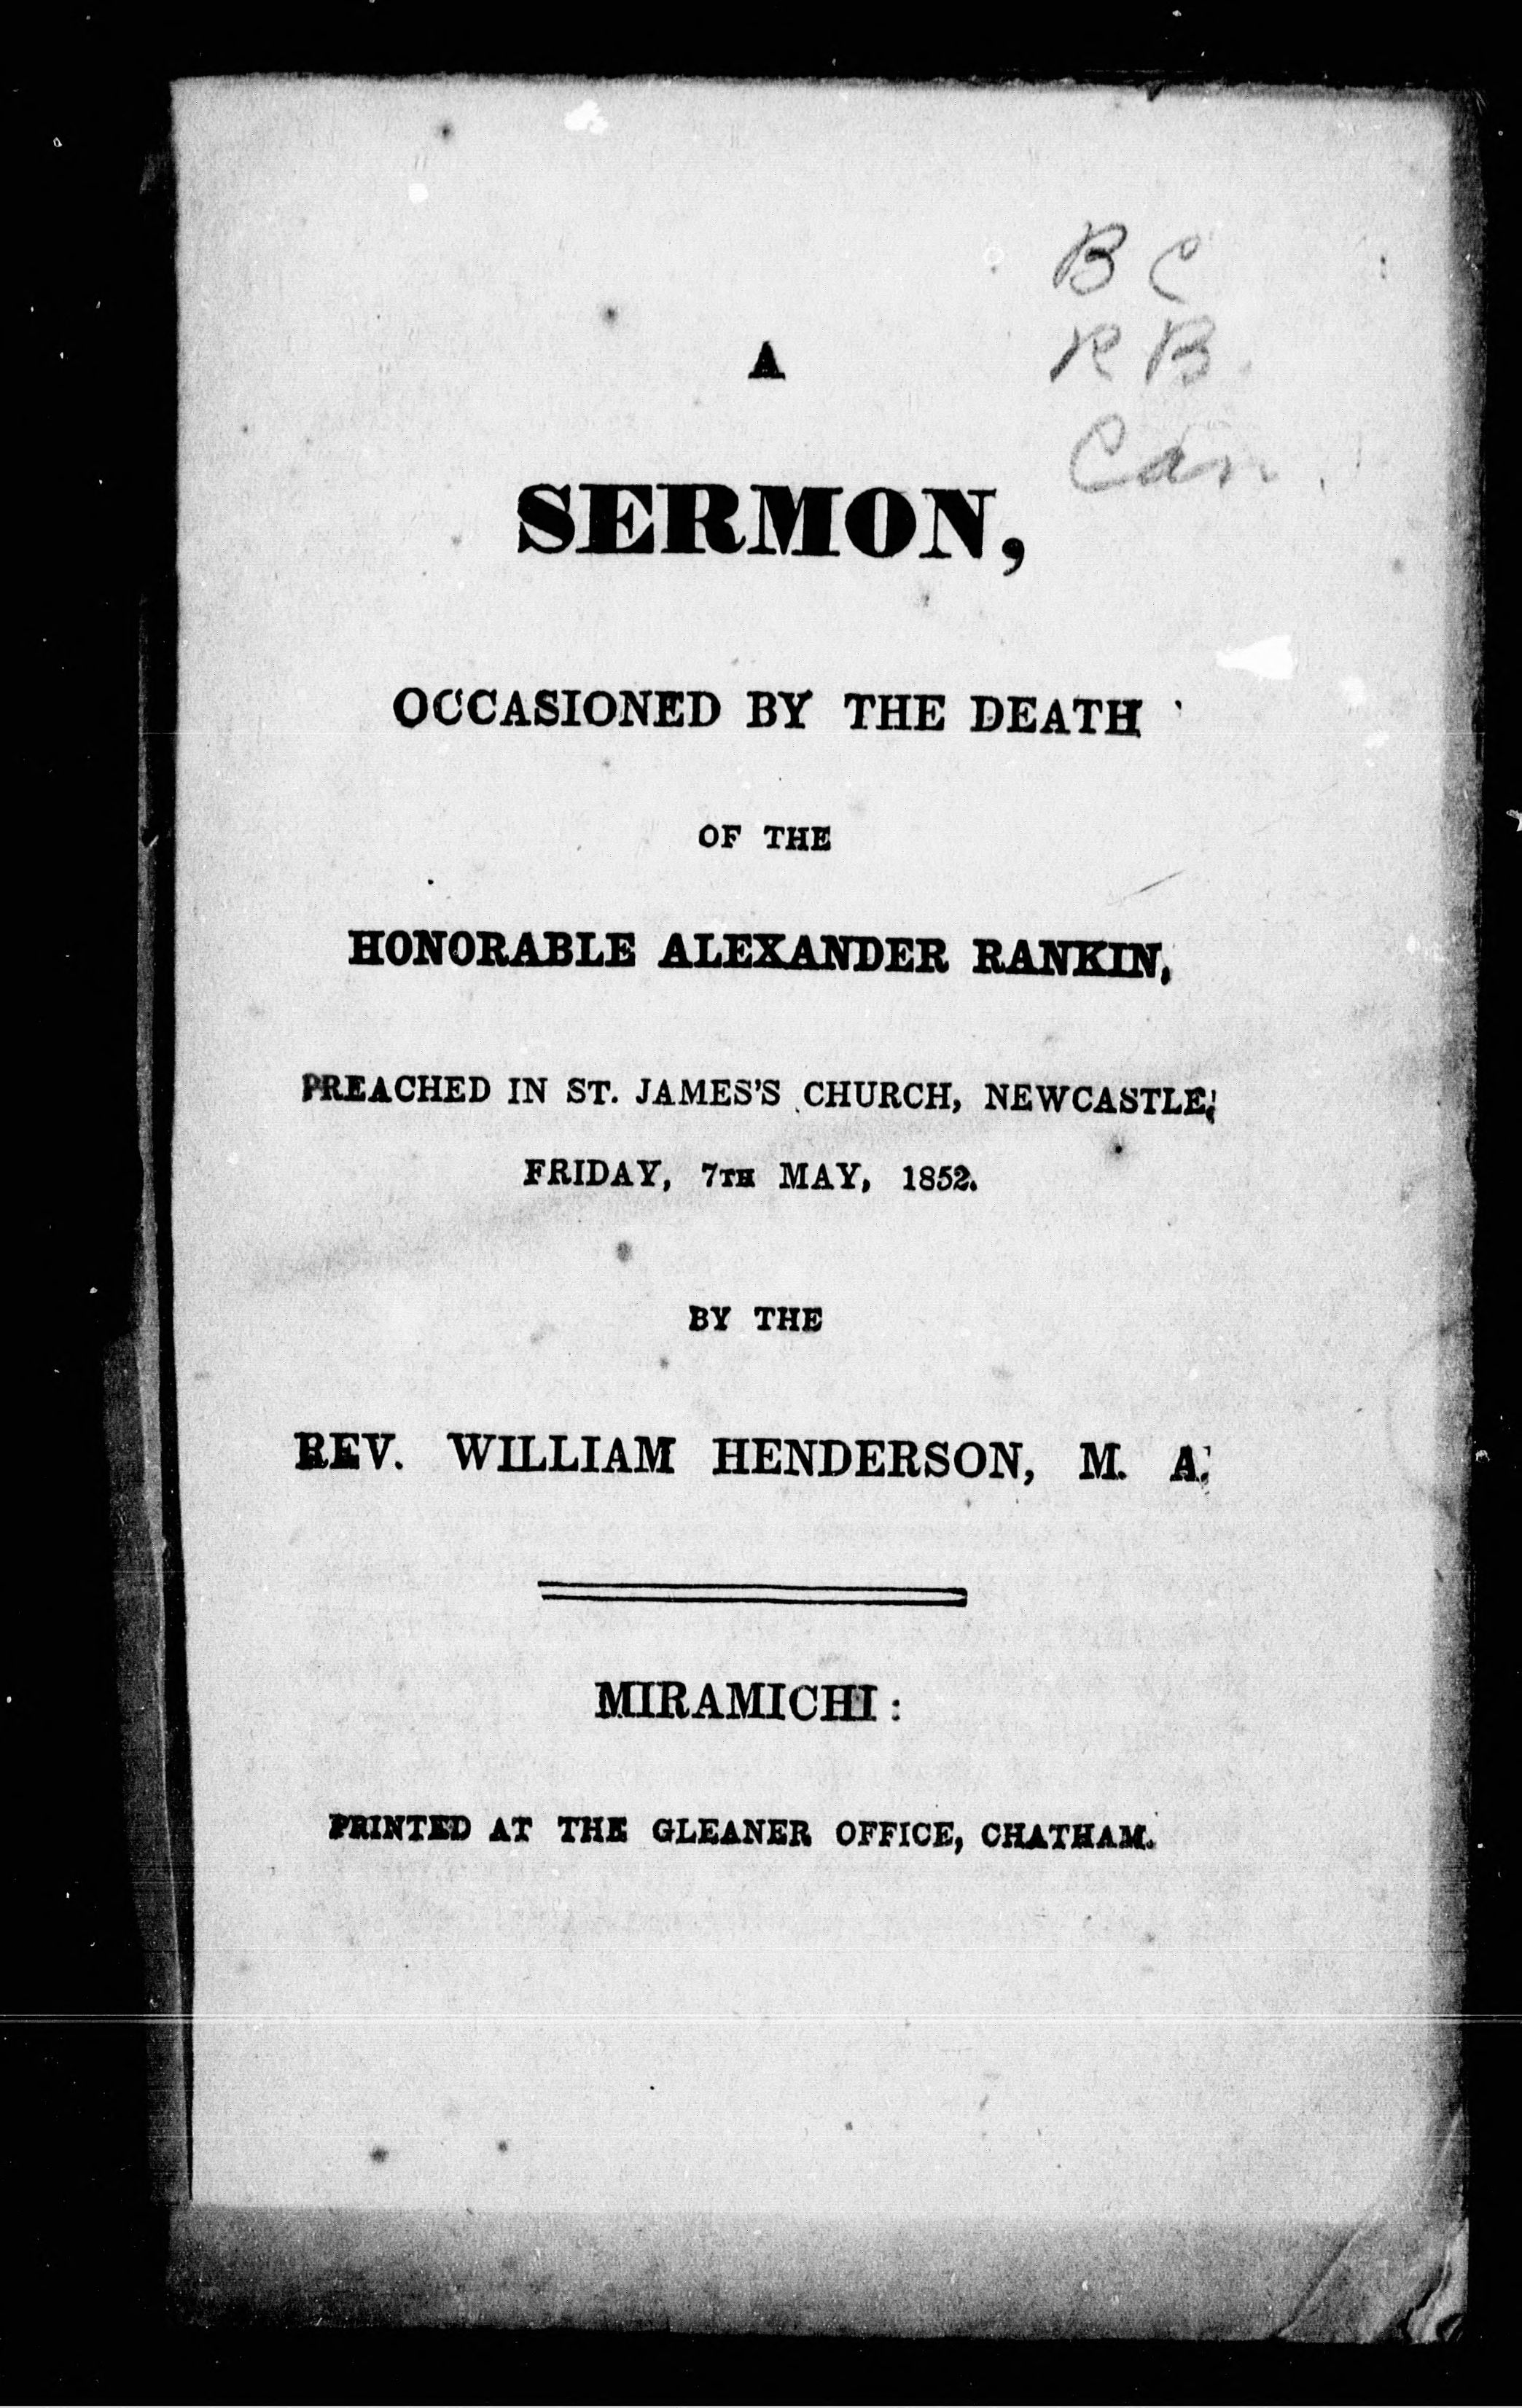 B C
R B
Can.
A
SERMON,
OCCASIONED BY THE DEATH
OF THE
HONORABLE ALEXANDER RANKIN,
PREACHED IN ST. JAMES'S CHURCH, NEWCASTLE,
FRIDAY, 7TH MAY, 1852.
BY THE
REV. WILLIAM HENDERSON, M. A.
MIRAMICHI:
PRINTED AT THE GLEANER OFFICE, CHATHAM.